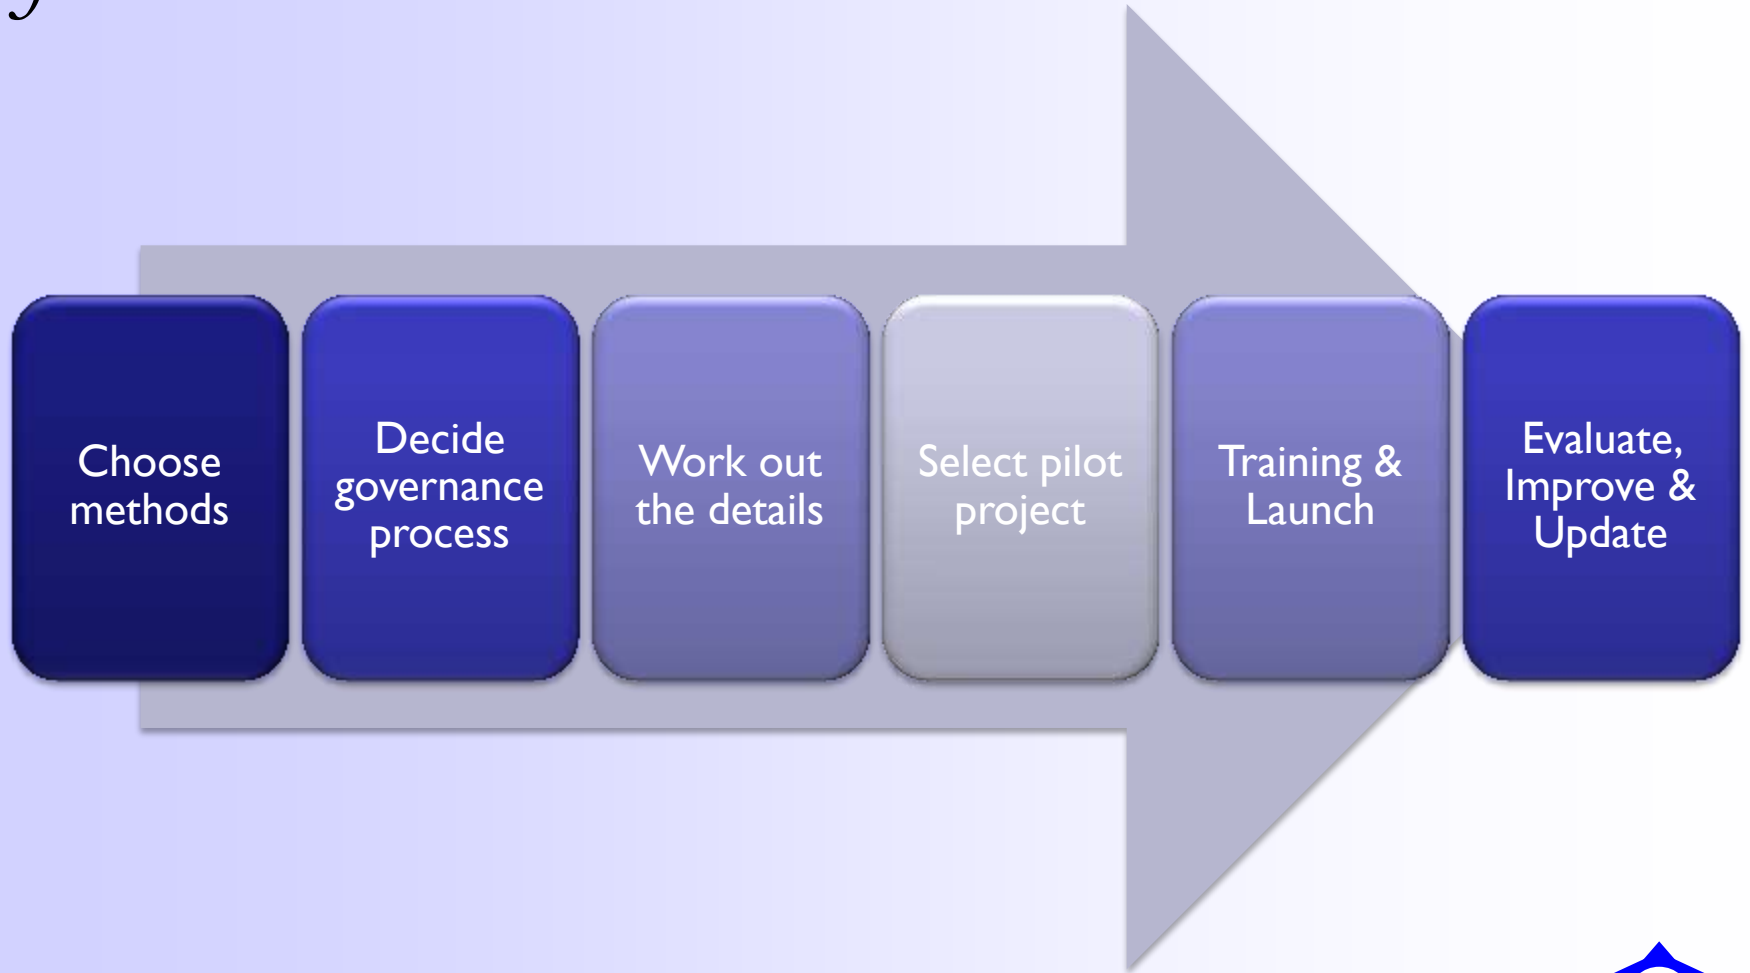 Choose
methods
Decide
governance
process
Work out
the details
Select pilot
project
Training &
Launch
Evaluate,
Improve &
Update